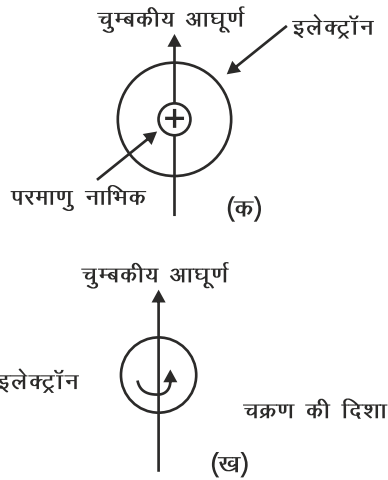 चुम्बकीय आघूर्ण
इलेक्ट्रॉन
+
परमाणु नाभिक
(क)
चुम्बकीय आघूर्ण
इलेक्ट्रॉन
चक्रण की दिशा
(ख)